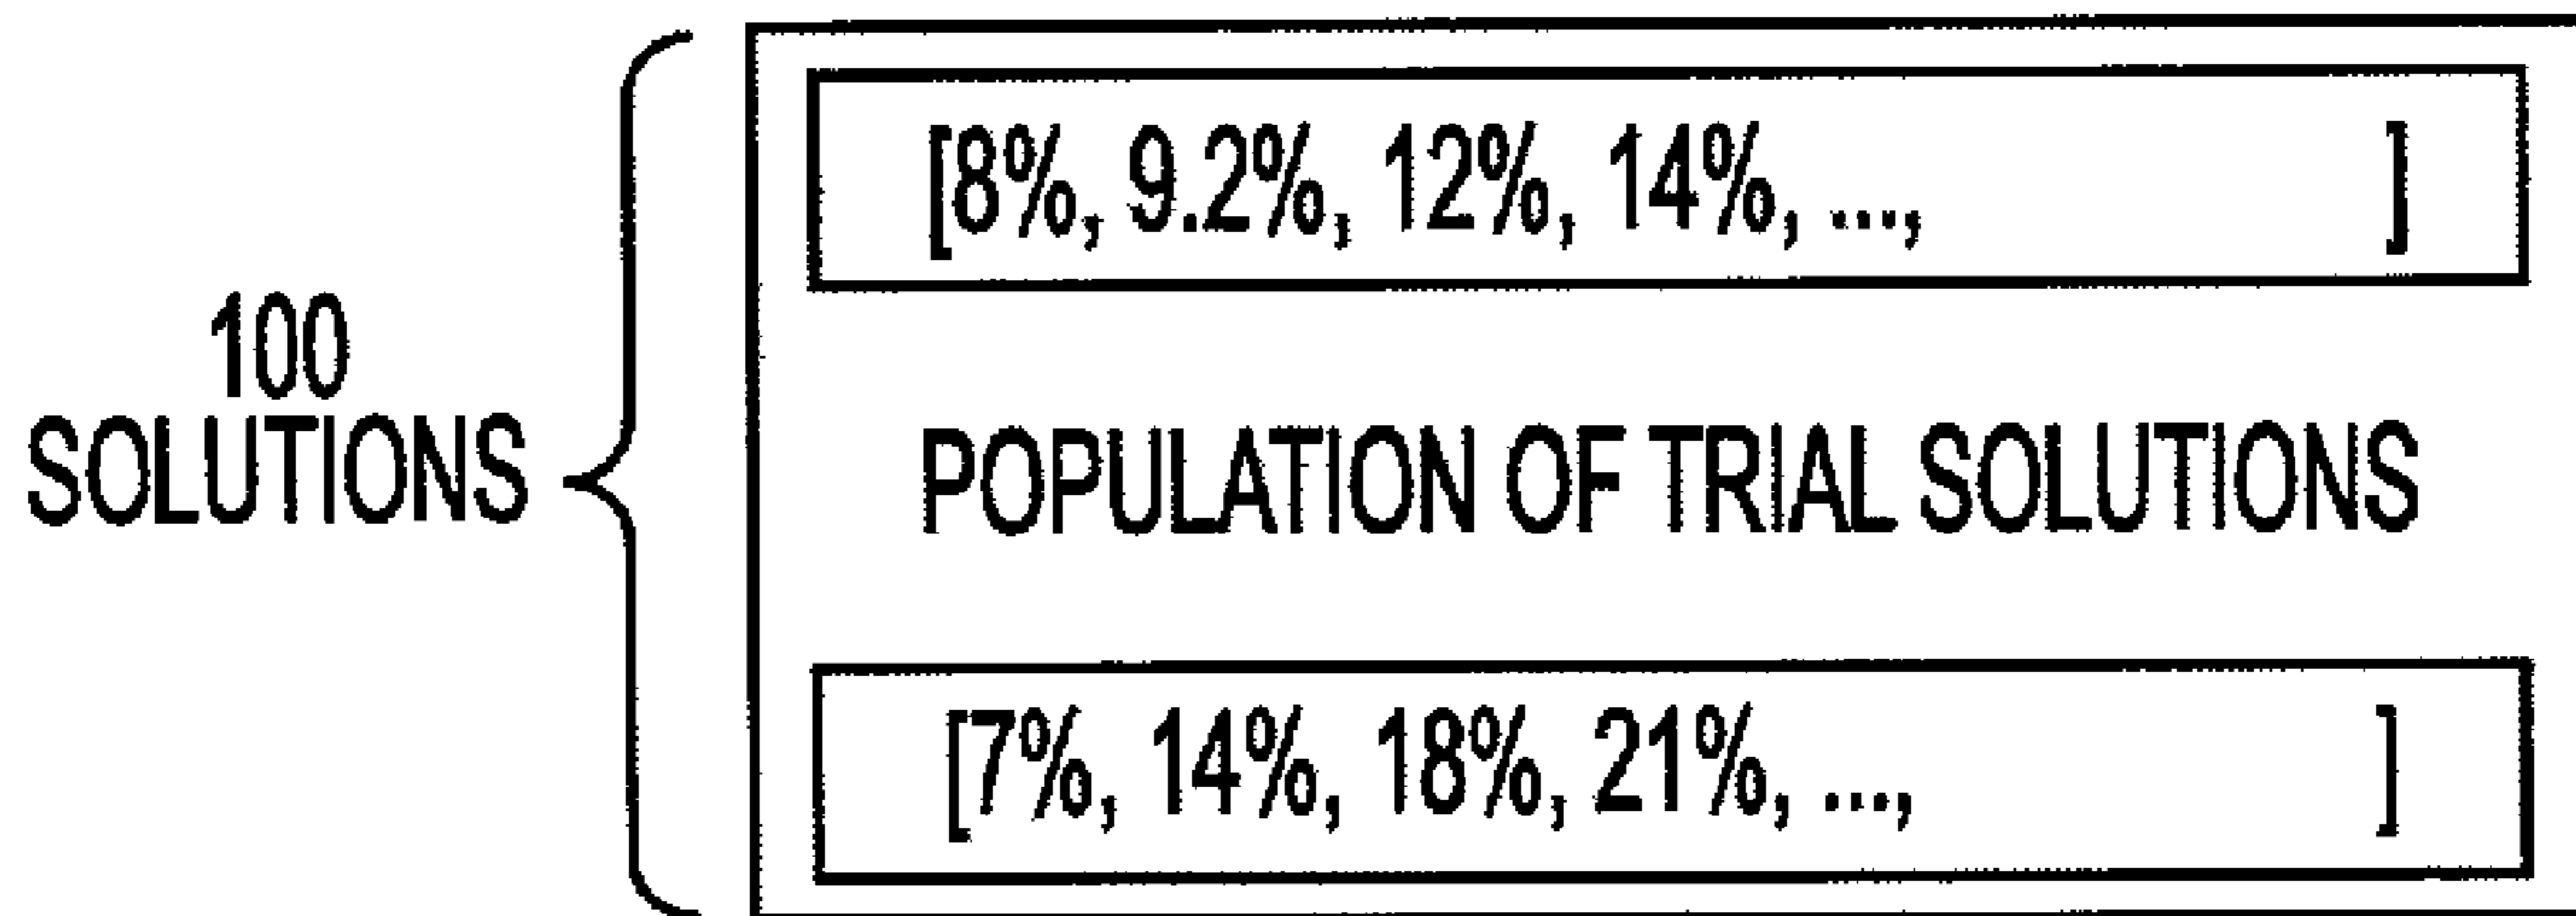 [8%, 9.2%, 12%, 14%, ..., ]
100
SOLUTIONS
POPULATION OF TRIAL SOLUTIONS
[7%, 14%, 18%, 21%, ..., ]